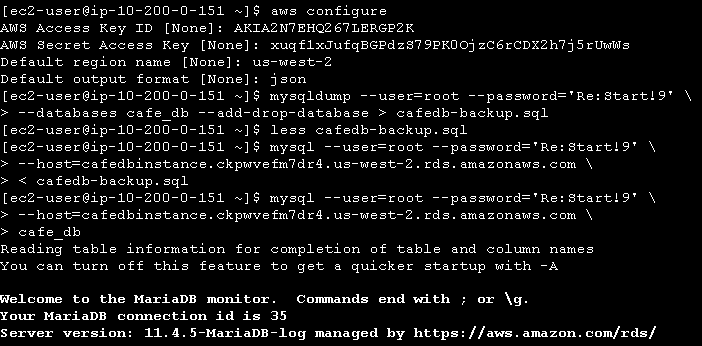 [ec2-user@ip-10-200-0-151 ~]$ aws configure
AWS Access Key ID [None]: AKIA2N7EHQ267LERGP2K
AWS Secret Access Key [None]: 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
Default region name [None]: us-west-2
Default output format [None]: json
[ec2-user@ip-10-200-0-151 ~]$ mysqldump --user=root --password='Re:Start!9' \
> --databases cafe_db --add-drop-database > cafedb-backup.sql
[ec2-user@ip-10-200-0-151 ~]$ less cafedb-backup.sql
[ec2-user@ip-10-200-0-151 ~]$ mysql --user=root --password='Re:Start!9' \
> --host=cafedbinstance.ckpwvefm7dr4.us-west-2.rds.amazonaws.com \
> < cafedb-backup.sql
[ec2-user@ip-10-200-0-151 ~]$ mysql --user=root --password='Re:Start!9' \
> --host=cafedbinstance.ckpwvefm7dr4.us-west-2.rds.amazonaws.com \
> cafe_db
Reading table information for completion of table and column names
You can turn off this feature to get a quicker startup with -A

Welcome to the MariaDB monitor.  Commands end with ; or \g.
Your MariaDB connection id is 35
Server version: 11.4.5-MariaDB-log managed by https://aws.amazon.com/rds/